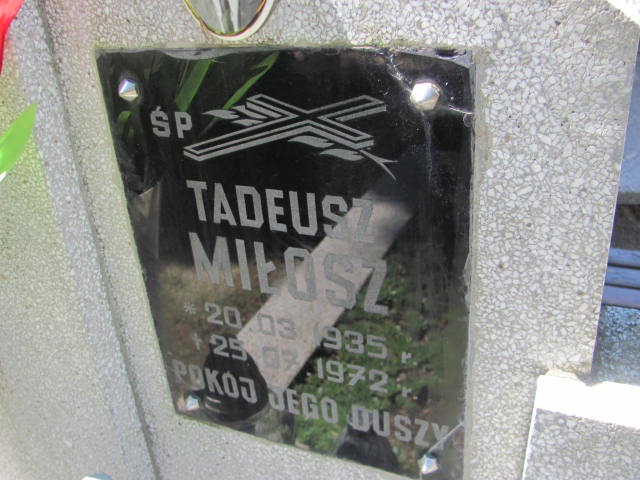 ŚP
TADEUSZ
MIŁOSZ
* 20.03 1935 r.
† 25.07.1972 r.
POKÓJ JEGO DUSZY